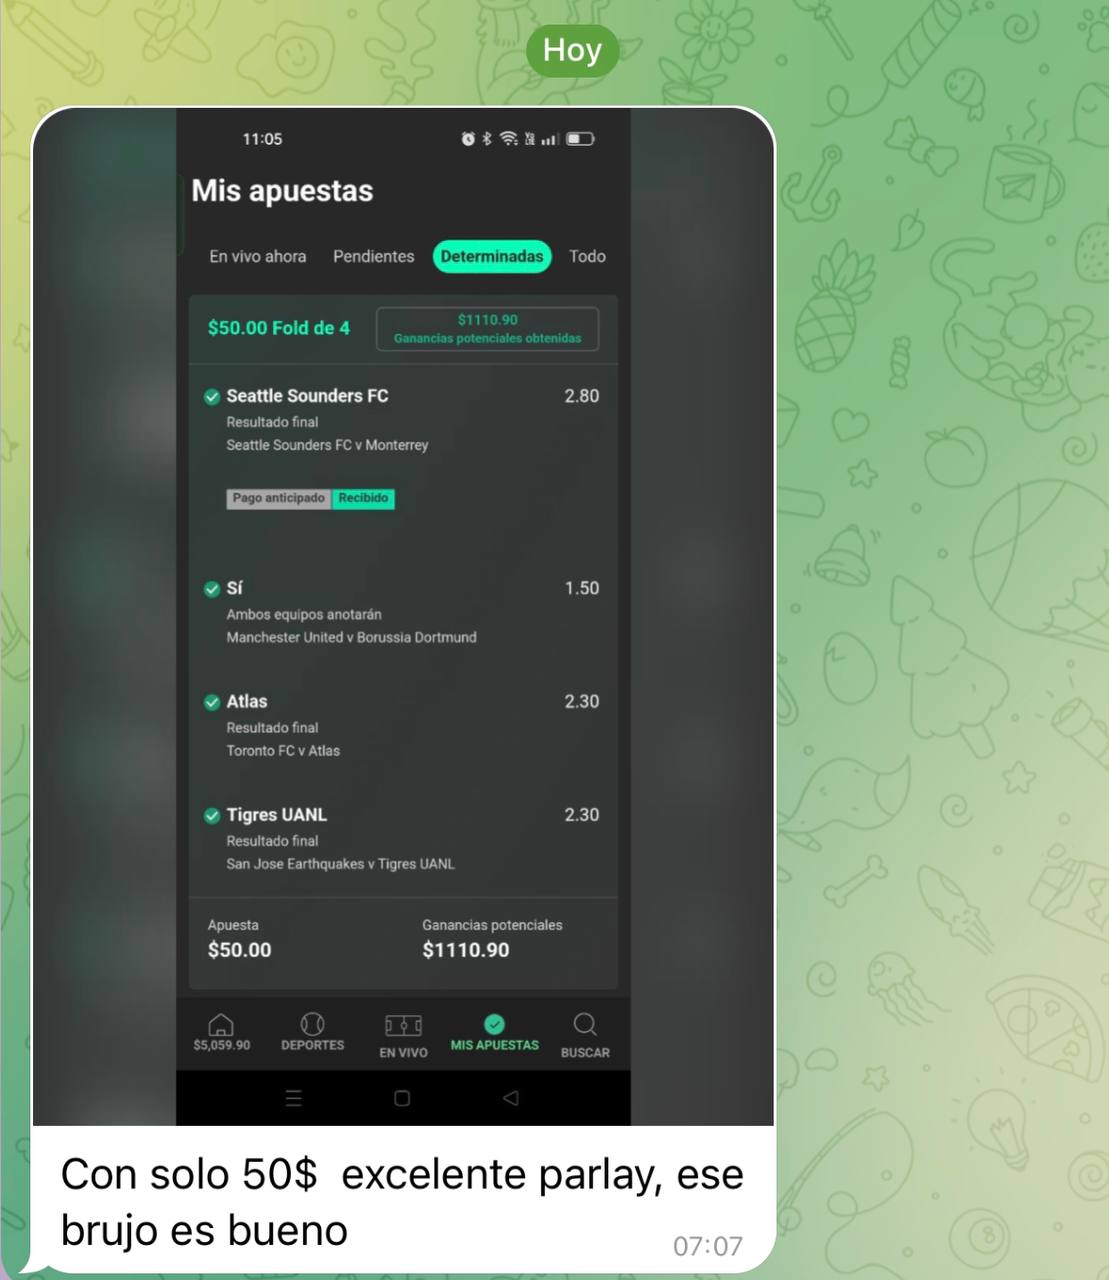 Hoy
11:05
Mis apuestas
En vivo ahora Pendientes Determinadas Todo
$50.00 Fold de 4
$1110.90
Ganancias potenciales obtenidas
Seattle Sounders FC 2.80
Resultado final
Seattle Sounders FC v Monterrey
Pago anticipado Recibido
Sí 1.50
Ambos equipos anotarán
Manchester United v Borussia Dortmund
Atlas 2.30
Resultado final
Toronto FC v Atlas
Tigres UANL 2.30
Resultado final
San Jose Earthquakes v Tigres UANL
Apuesta Ganancias potenciales
$50.00 $1110.90
$5,059.90 DEPORTES EN VIVO MIS APUESTAS BUSCAR
Con solo 50$  excelente parlay, ese
brujo es bueno
07:07